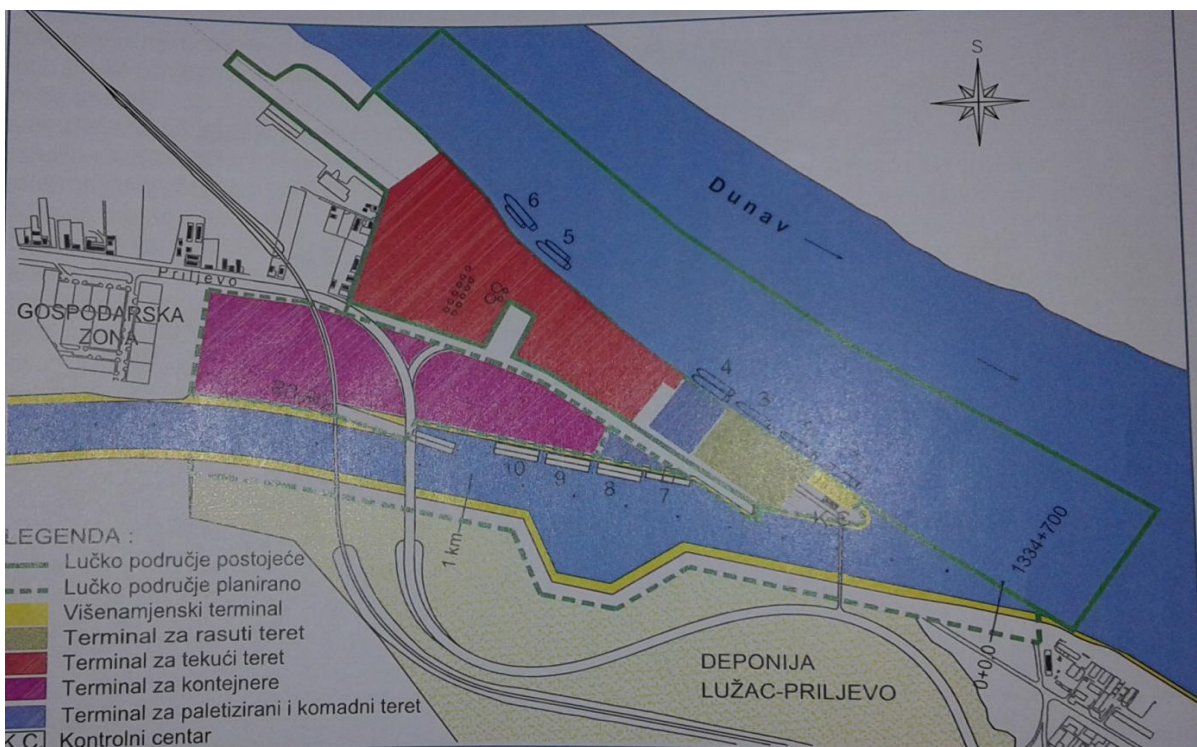 S
Dunav
6
5
Priljevo
GOSPODARSKA
ZONA
4
3
10
9
8
7
K.C.
1 km
1334+700
0+0,0
DEPONIJA
LUŽAC-PRILJEVO
LEGENDA :
Lučko područje postojeće
Lučko područje planirano
Višenamjenski terminal
Terminal za rasuti teret
Terminal za tekući teret
Terminal za kontejnere
Terminal za paletizirani i komadni teret
K.C. Kontrolni centar